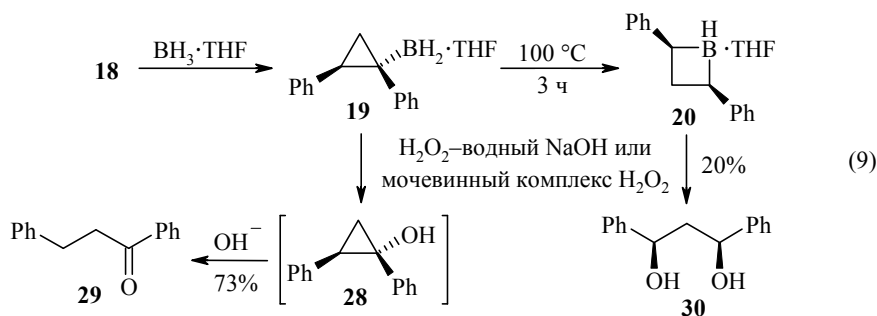 18
BH₃·THF
Ph
Ph
BH₂·THF
19
100 °C
3 ч
Ph
H
B·THF
Ph
20
H₂O₂–водный NaOH или
мочевинный комплекс H₂O₂
20%
(9)
Ph
Ph
O
29
OH⁻
73%
Ph
OH
Ph
28
Ph
Ph
OH
OH
30